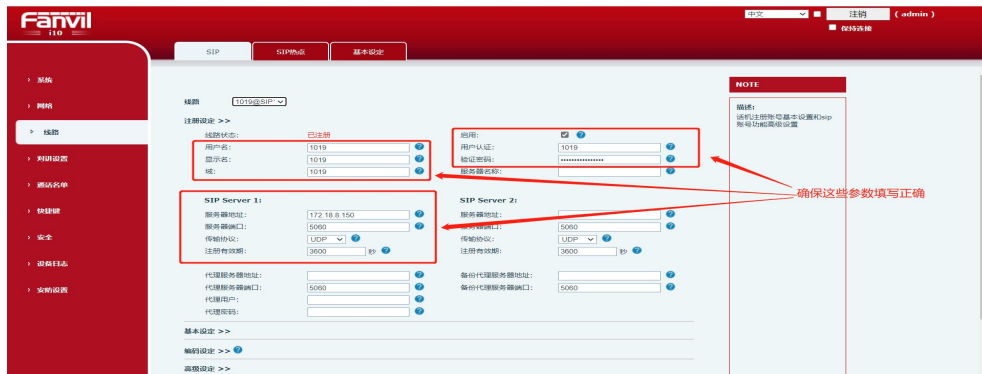 Fanvil
i10
中文 注销 ( admin )
保持连接
SIP SIP热点 基本设定
› 系统
› 网络
› 线路
› 对讲设置
› 通话名单
› 快捷键
› 安全
› 设备日志
› 安防设置
线路 1019@SIP1
注册设定 >>
线路状态: 已注册 启用:
用户名: 1019 用户认证: 1019
显示名: 1019 验证密码: ••••••••••••••••
域: 1019 服务器名称:
SIP Server 1: SIP Server 2:
服务器地址: 172.18.8.150 服务器地址:
服务器端口: 5060 服务器端口: 5060
传输协议: UDP 传输协议: UDP
注册有效期: 3600 秒 注册有效期: 3600 秒
代理服务器地址: 备份代理服务器地址:
代理服务器端口: 5060 备份代理服务器端口: 5060
代理用户:
代理密码:
基本设定 >>
编码设定 >>
高级设定 >>
NOTE
描述:
话机注册账号基本设置和sip
账号功能高级设置
确保这些参数填写正确